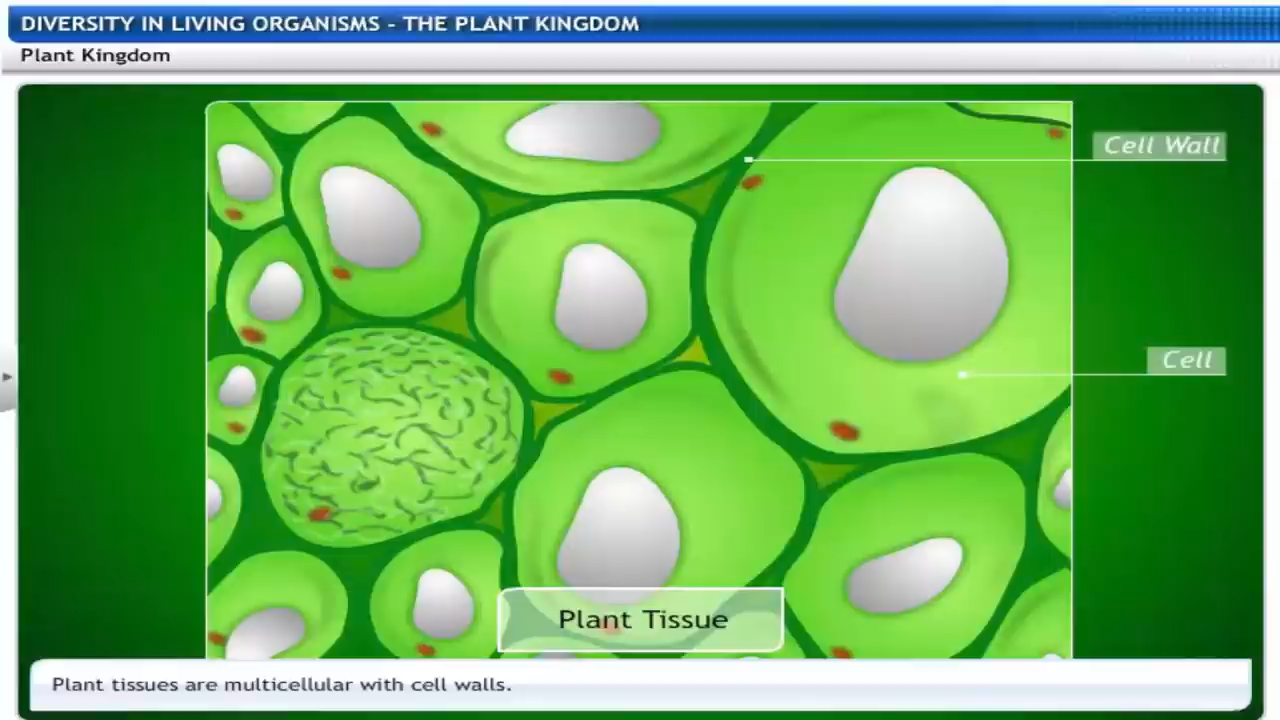 DIVERSITY IN LIVING ORGANISMS - THE PLANT KINGDOM
Plant Kingdom
Cell Wall
Cell
Plant Tissue
Plant tissues are multicellular with cell walls.